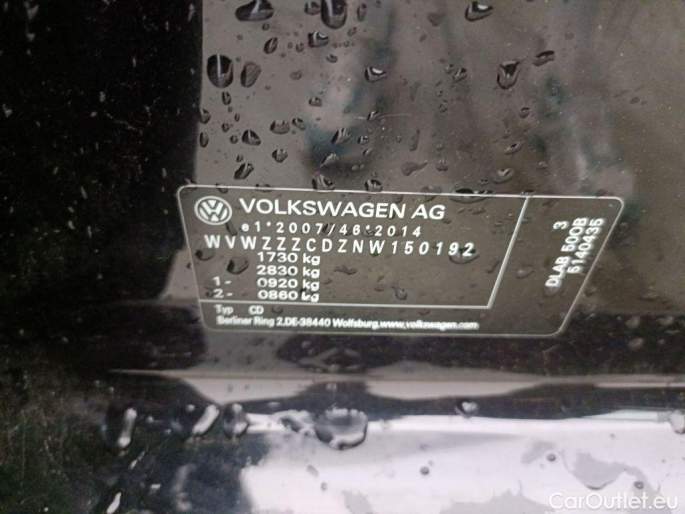 VOLKSWAGEN AG
e1*2007/46*2014
WVWZZZCDZNW150192
1730 kg
2830 kg
1- 0920 kg
2- 0860 kg
Typ CD
Berliner Ring 2,DE-38440 Wolfsburg,www.volkswagen.com
3
DLAB 500B
5140435
CarOutlet.eu